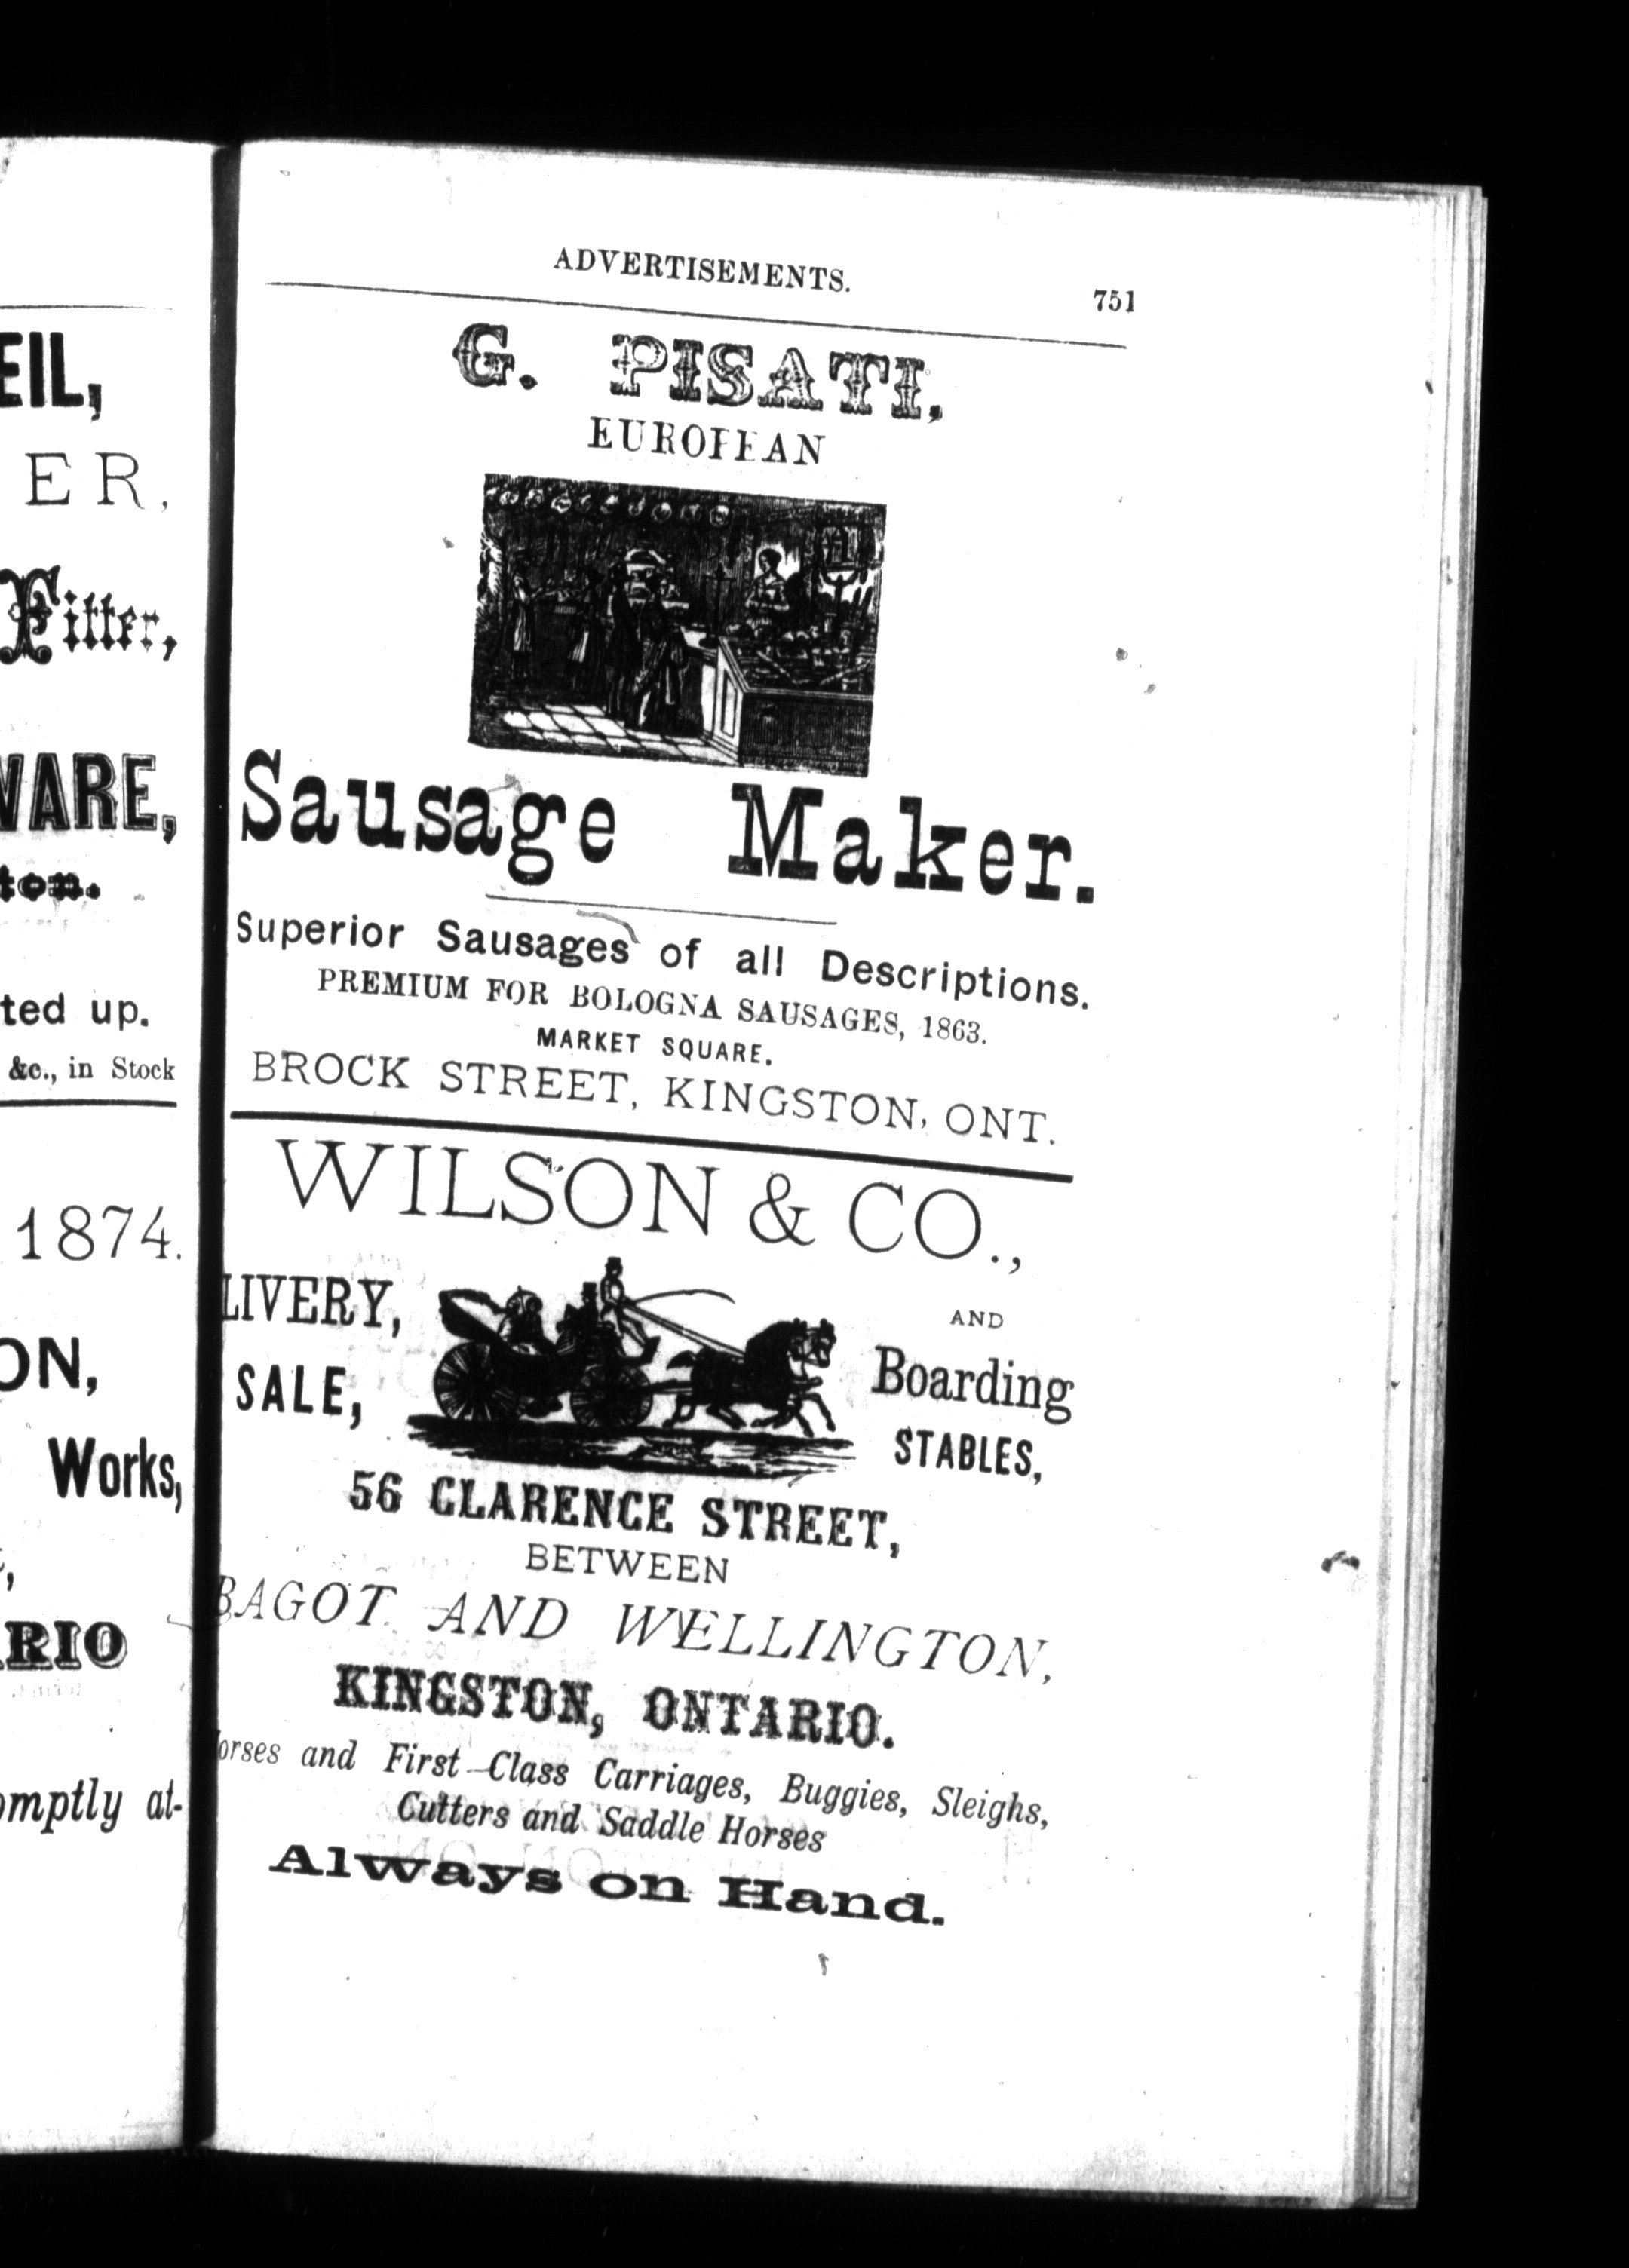 EIL,
ER,
Fitter,
WARE,
ton.
ted up.
&c., in Stock
1874.
ON,
Works,
RIO
omptly at-
ADVERTISEMENTS.
751
G. PISATI,
EUROPEAN
Sausage Maker.
Superior Sausages of all Descriptions.
PREMIUM FOR BOLOGNA SAUSAGES, 1863.
MARKET SQUARE.
BROCK STREET, KINGSTON, ONT.
WILSON & CO.,
LIVERY,
SALE,
AND
Boarding
STABLES,
56 CLARENCE STREET,
BETWEEN
BAGOT AND WELLINGTON,
KINGSTON, ONTARIO.
orses and First-Class Carriages, Buggies, Sleighs,
Cutters and Saddle Horses
Always on Hand.